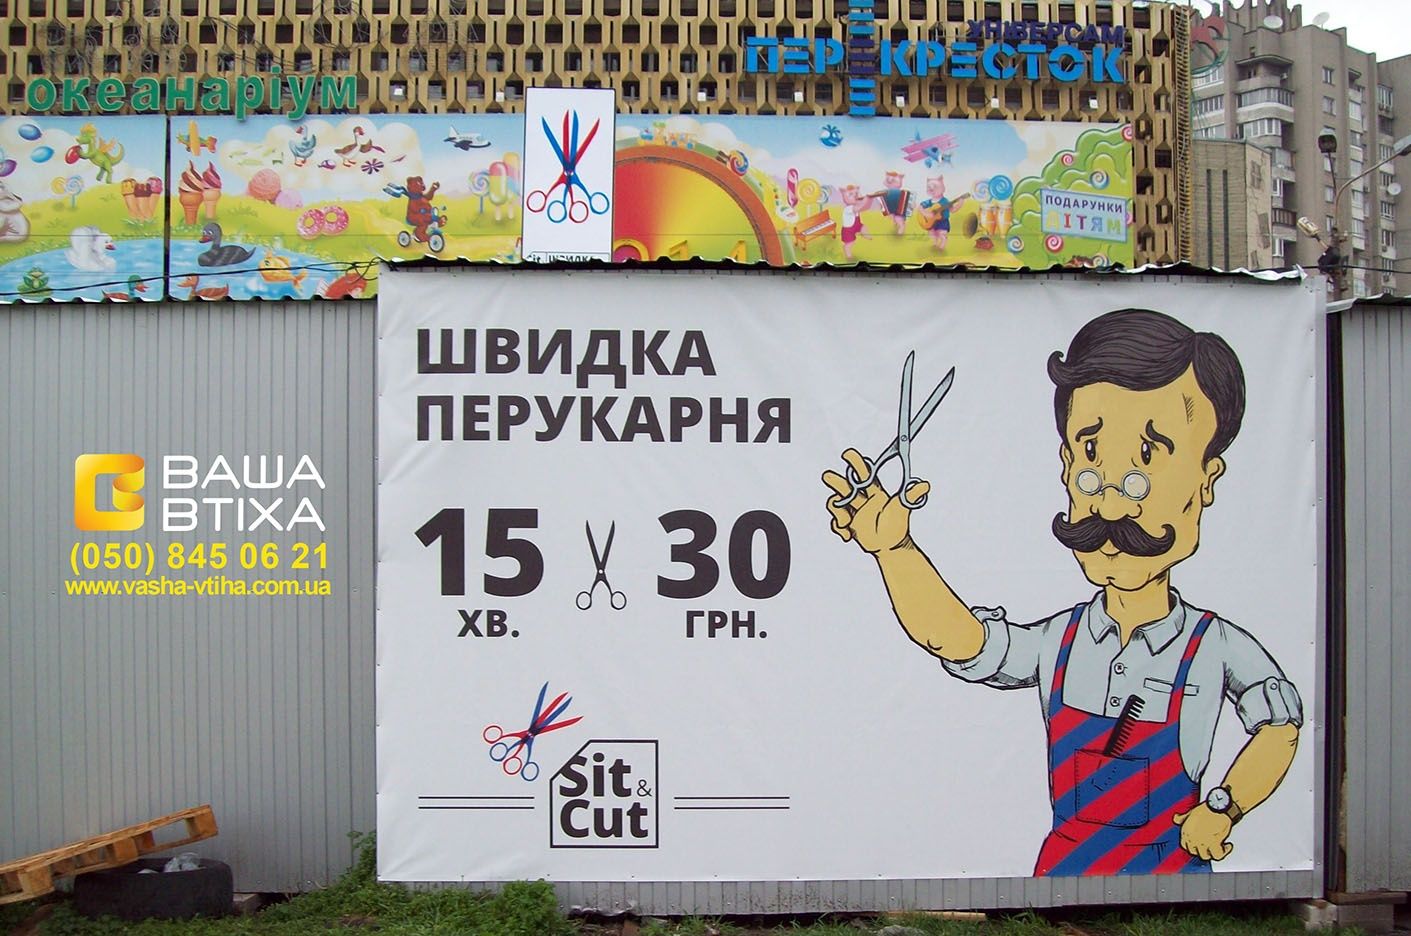 океанаріум
УНІВЕРСАМ
ПЕРЕКРЕСТОК
ПОДАРУНКИ
ДІТЯМ
ШВИДКА
ПЕРУКАРНЯ
15 30
ХВ. ГРН.
Sit &
Cut
ВАША
ВТІХА
(050) 845 06 21
www.vasha-vtiha.com.ua